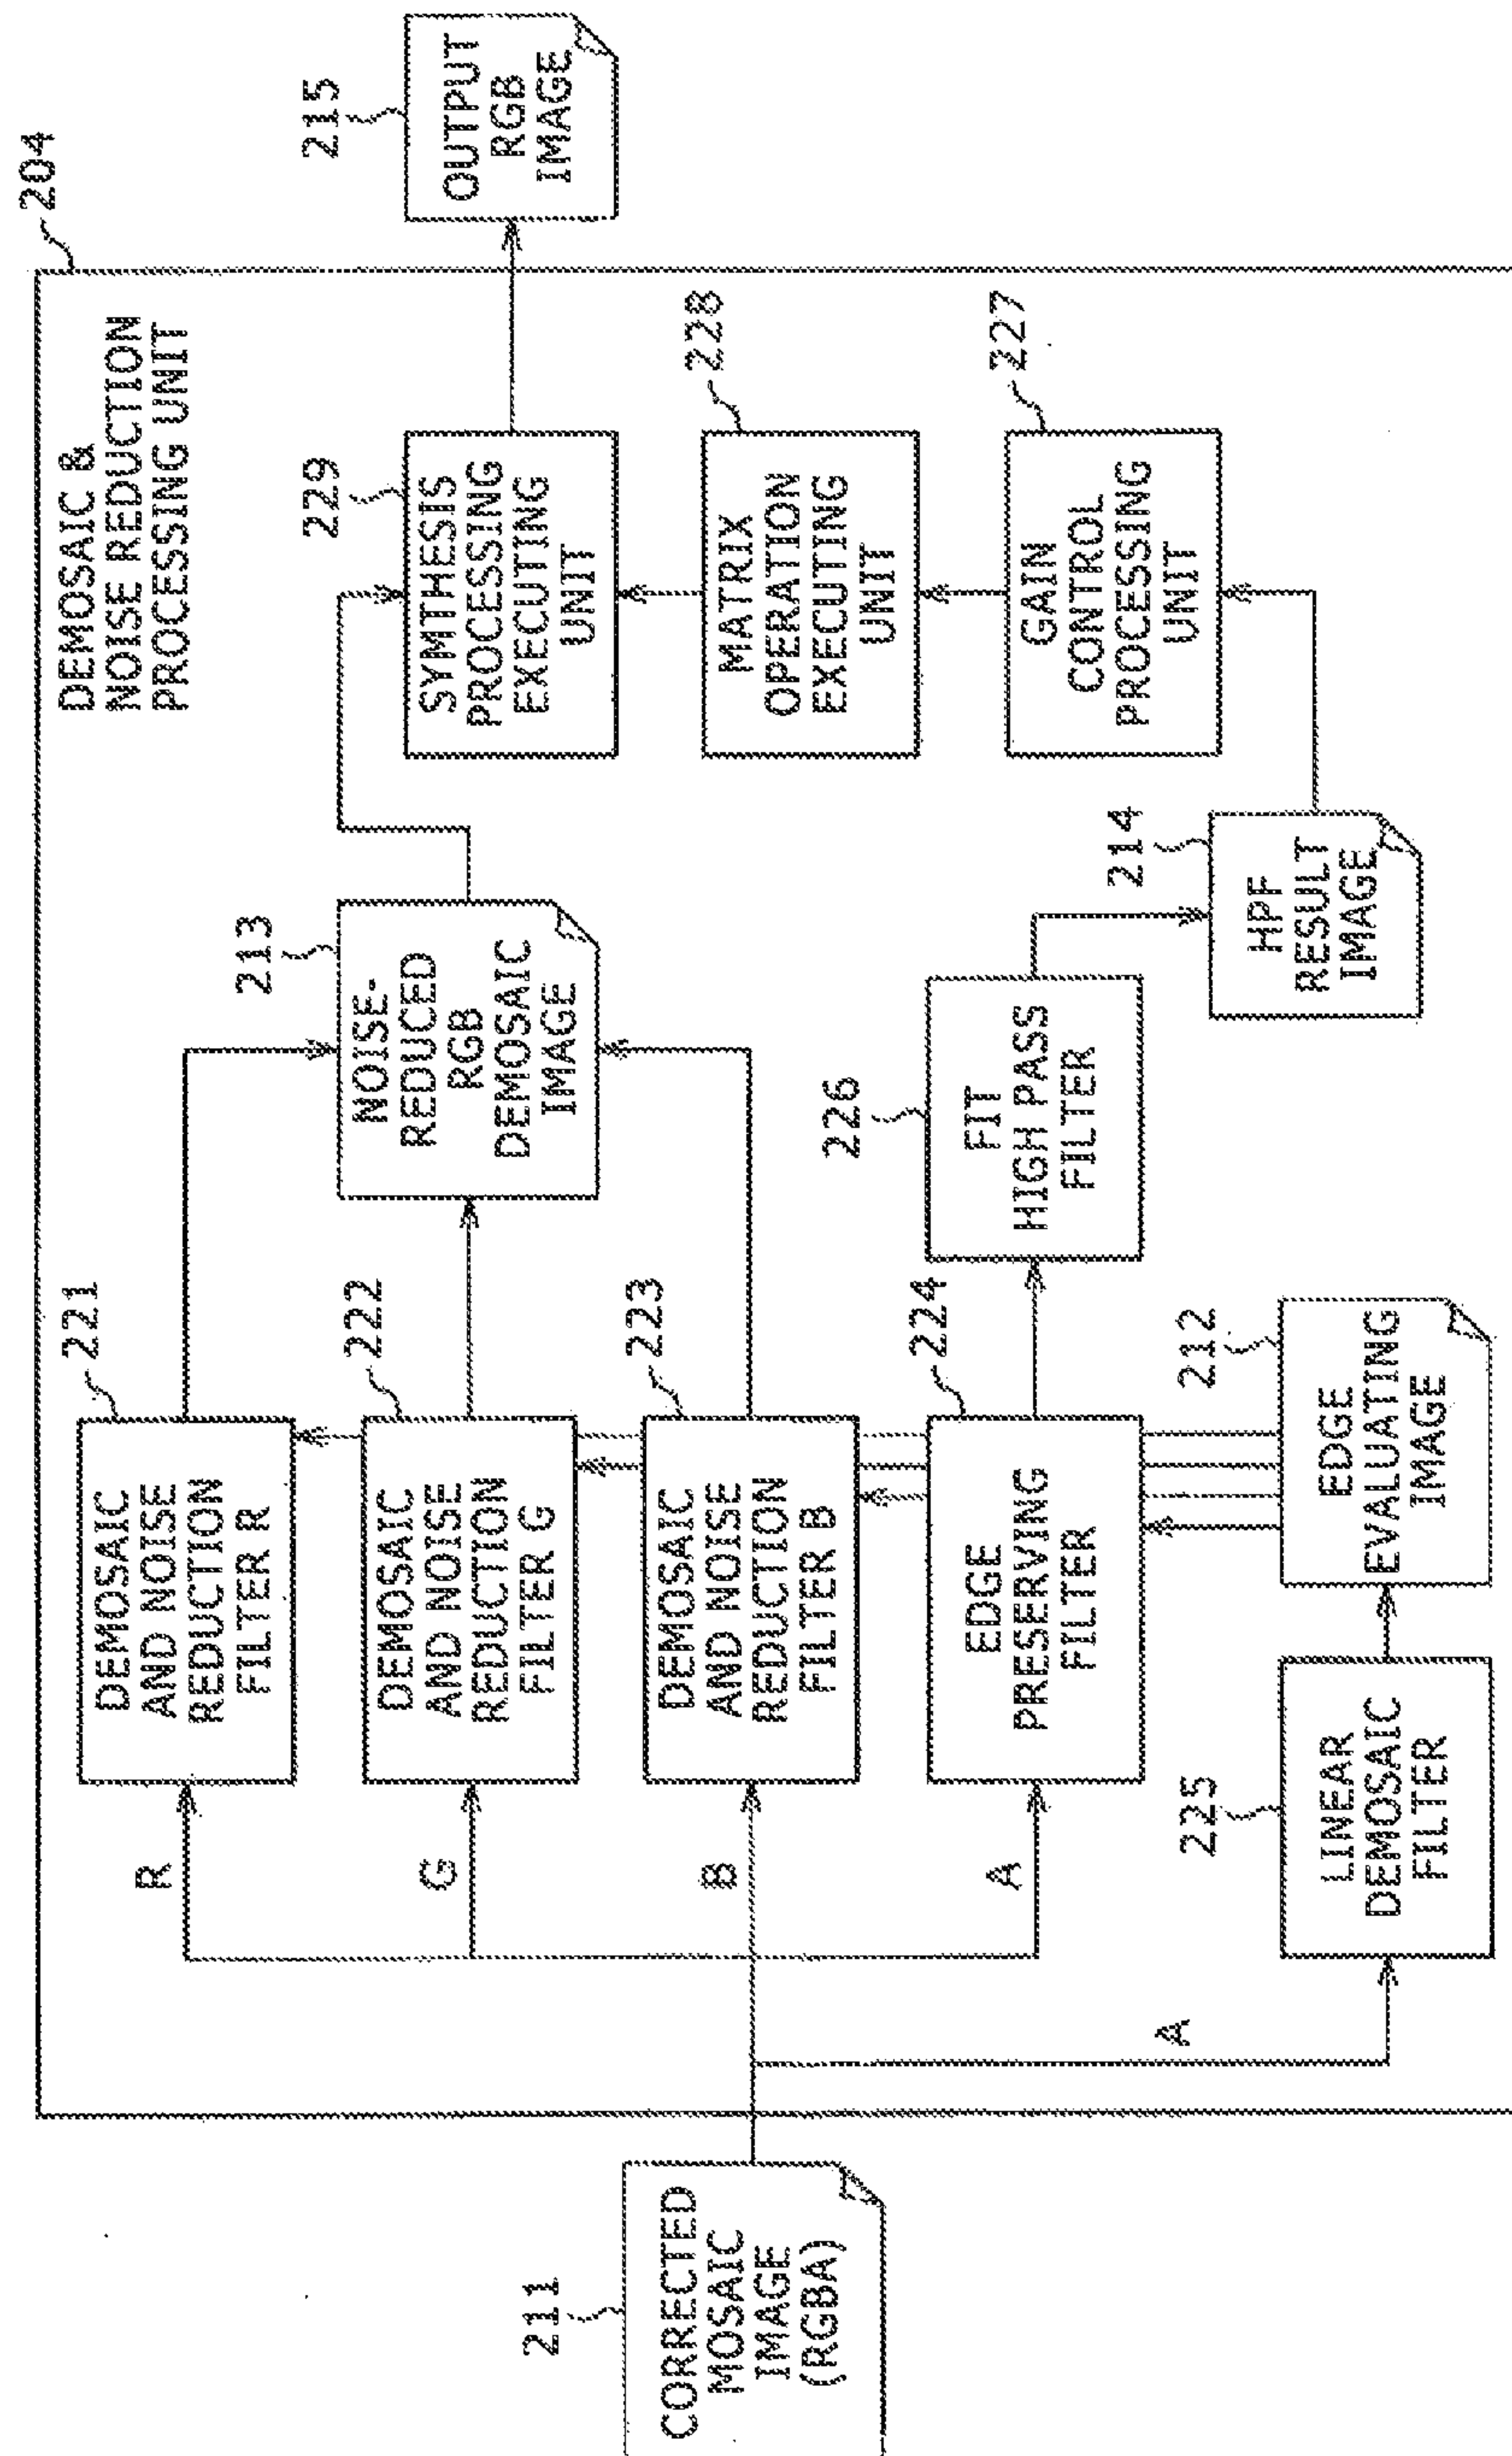 204
DEMOSAIC &
NOISE REDUCTION
PROCESSING UNIT
211
CORRECTED
MOSAIC
IMAGE
(RGBA)
R
G
B
A
A
221
DEMOSAIC
AND NOISE
REDUCTION
FILTER R
222
DEMOSAIC
AND NOISE
REDUCTION
FILTER G
223
DEMOSAIC
AND NOISE
REDUCTION
FILTER B
224
EDGE
PRESERVING
FILTER
225
LINEAR
DEMOSAIC
FILTER
212
EDGE
EVALUATING
IMAGE
213
NOISE-
REDUCED
RGB
DEMOSAIC
IMAGE
226
FIT
HIGH PASS
FILTER
214
HPF
RESULT
IMAGE
229
SYMTHESIS
PROCESSING
EXECUTING
UNIT
228
MATRIX
OPERATION
EXECUTING
UNIT
227
GAIN
CONTROL
PROCESSING
UNIT
215
OUTPUT
RGB
IMAGE